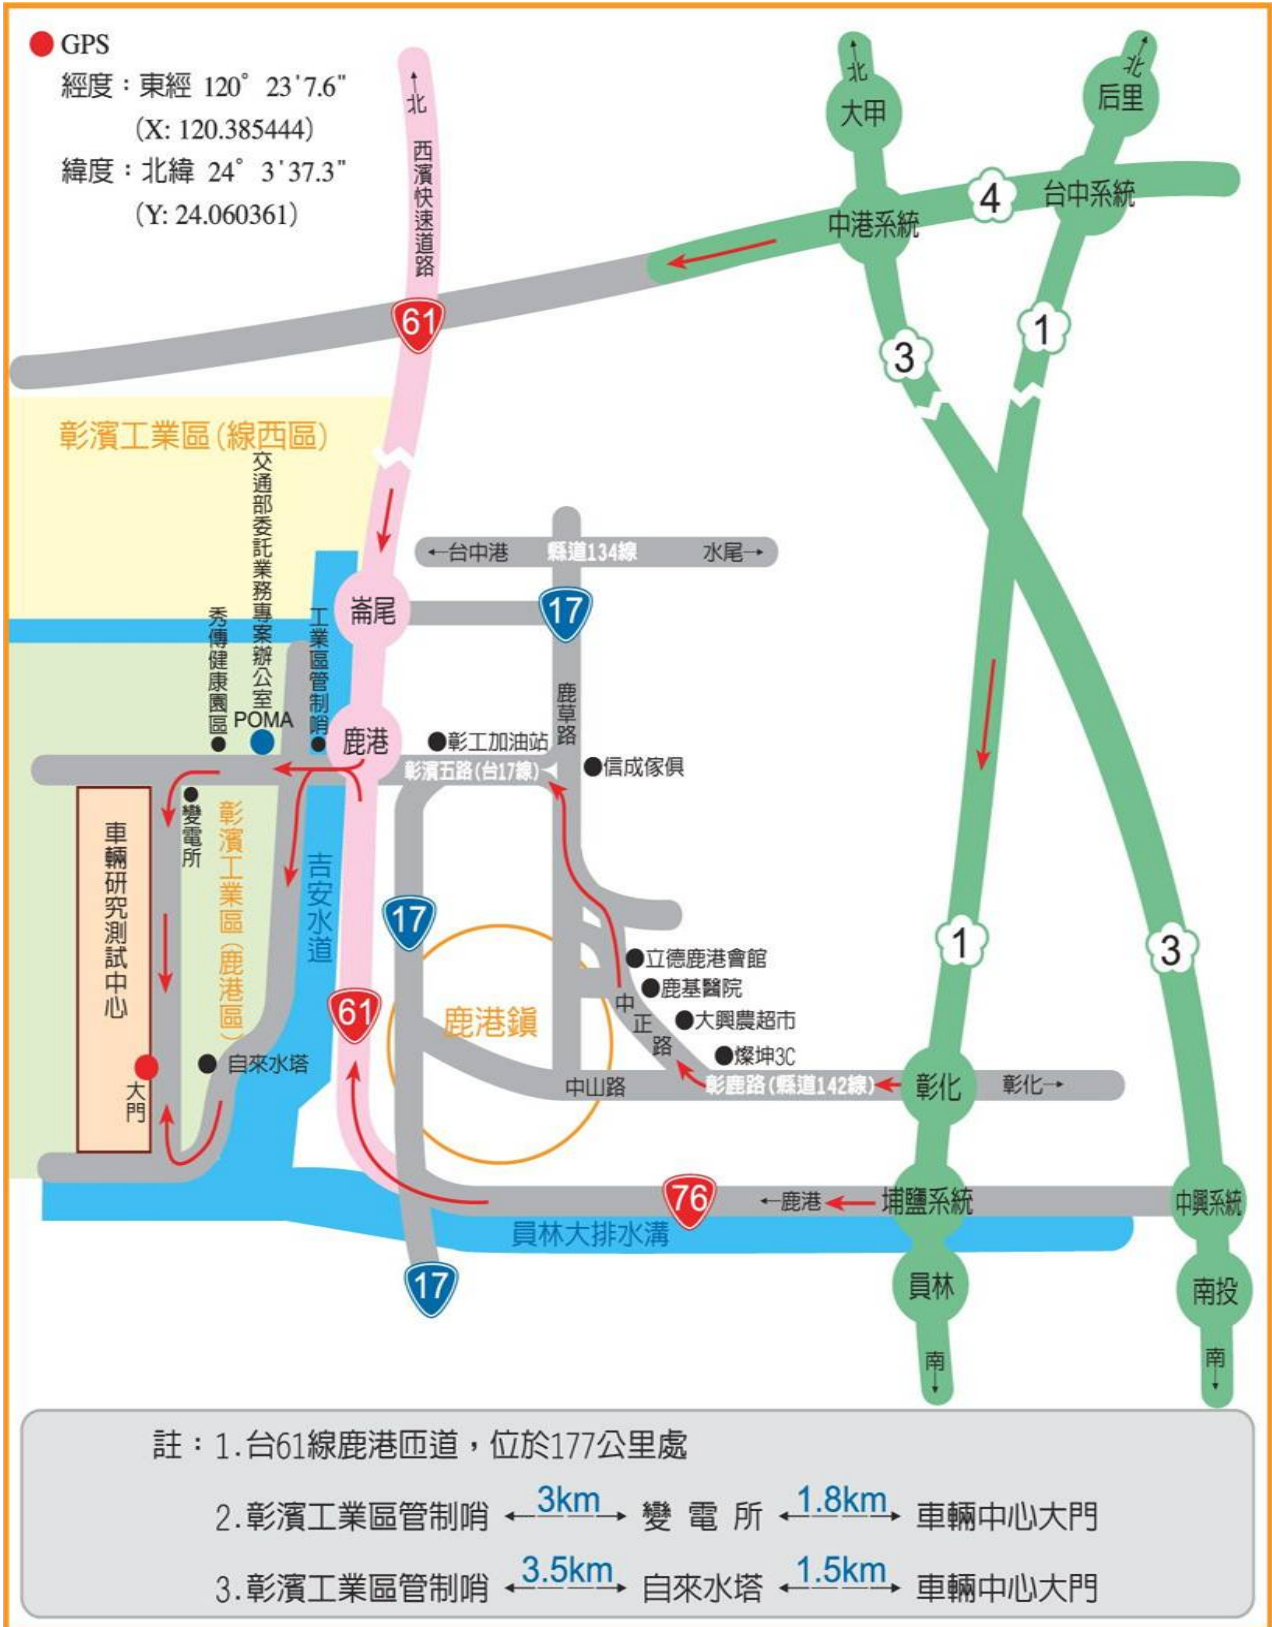 GPS
經度：東經 120° 23'7.6"
(X: 120.385444)
緯度：北緯 24° 3'37.3"
(Y: 24.060361)
←北
西濱快速道路
61
←北
大甲
北→
后里
4
中港系統
台中系統
3
1
彰濱工業區(線西區)
交通部委託業務專案辦公室
秀傳健康園區
POMA
工業區管制哨
←台中港
縣道134線
水尾→
崙尾
17
鹿草路
鹿港
彰工加油站
彰濱五路(台17線)
信成傢俱
變電所
車輛研究測試中心
彰濱工業區(鹿港區)
吉安水道
17
61
鹿港鎮
立德鹿港會館
鹿基醫院
中正路
大興農超市
燦坤3C
1
3
大門
自來水塔
中山路
彰鹿路(縣道142線)
彰化
彰化→
76
←鹿港
埔鹽系統
中興系統
員林大排水溝
17
員林
南投
南→
南→
註：1.台61線鹿港匝道，位於177公里處
2.彰濱工業區管制哨 ←3km→ 變電所 ←1.8km→ 車輛中心大門
3.彰濱工業區管制哨 ←3.5km→ 自來水塔 ←1.5km→ 車輛中心大門